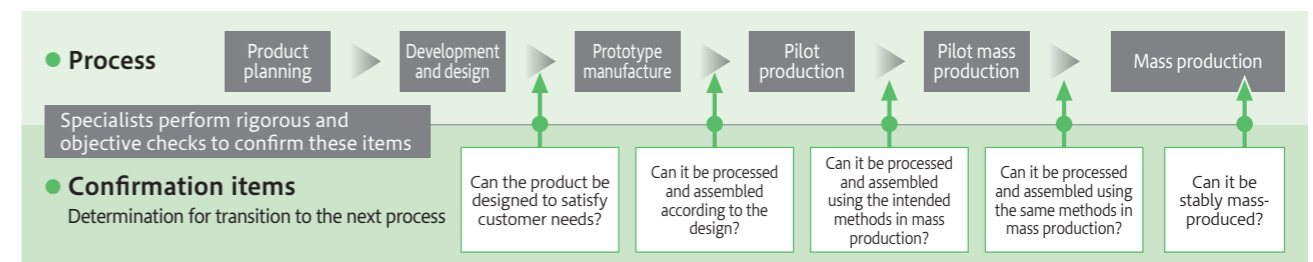 Process
Product
planning
Development
and design
Prototype
manufacture
Pilot
production
Pilot mass
production
Mass production
Specialists perform rigorous and
objective checks to confirm these items
Confirmation items
Determination for transition to the next process
Can the product be
designed to satisfy
customer needs?
Can it be processed
and assembled
according to the
design?
Can it be processed
and assembled
using the intended
methods in mass
production?
Can it be processed
and assembled using
the same methods in
mass production?
Can it be
stably mass-
produced?